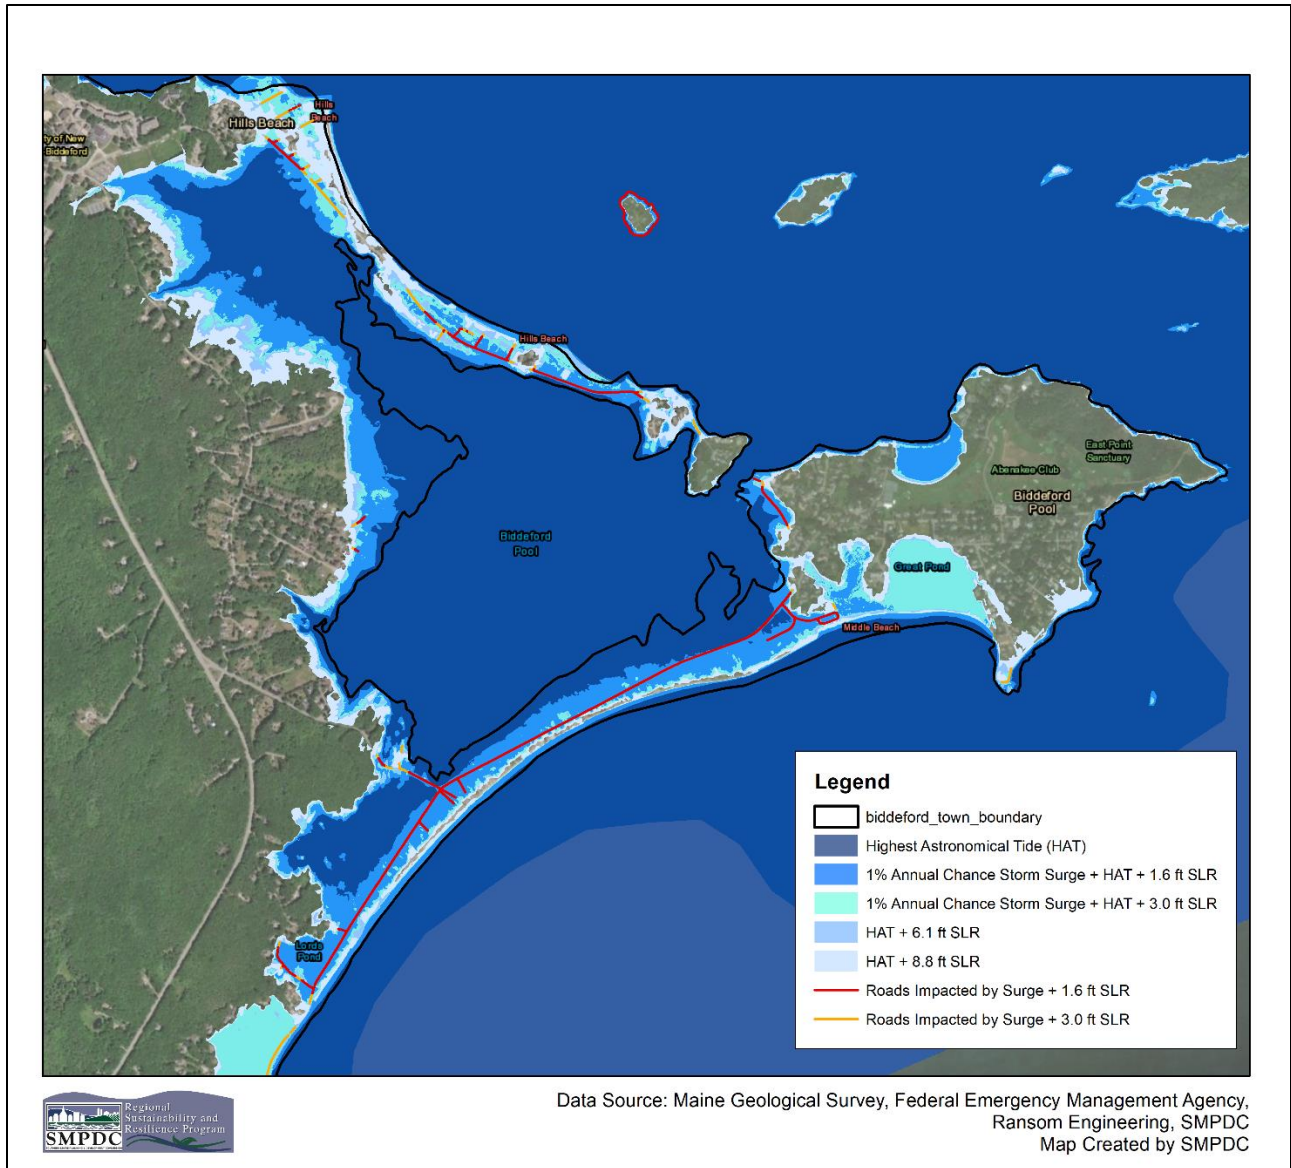 Hills
Beach
Hills Beach
ty of New
Biddeford
Hills Beach
East Point
Sanctuary
Abenakee Club
Biddeford
Pool
Biddeford
Pool
Great Pond
Middle Beach
Lords
Pond
Legend
biddeford_town_boundary
Highest Astronomical Tide (HAT)
1% Annual Chance Storm Surge + HAT + 1.6 ft SLR
1% Annual Chance Storm Surge + HAT + 3.0 ft SLR
HAT + 6.1 ft SLR
HAT + 8.8 ft SLR
Roads Impacted by Surge + 1.6 ft SLR
Roads Impacted by Surge + 3.0 ft SLR
SMPDC
Regional
Sustainability and
Resilience Program
Data Source: Maine Geological Survey, Federal Emergency Management Agency,
Ransom Engineering, SMPDC
Map Created by SMPDC